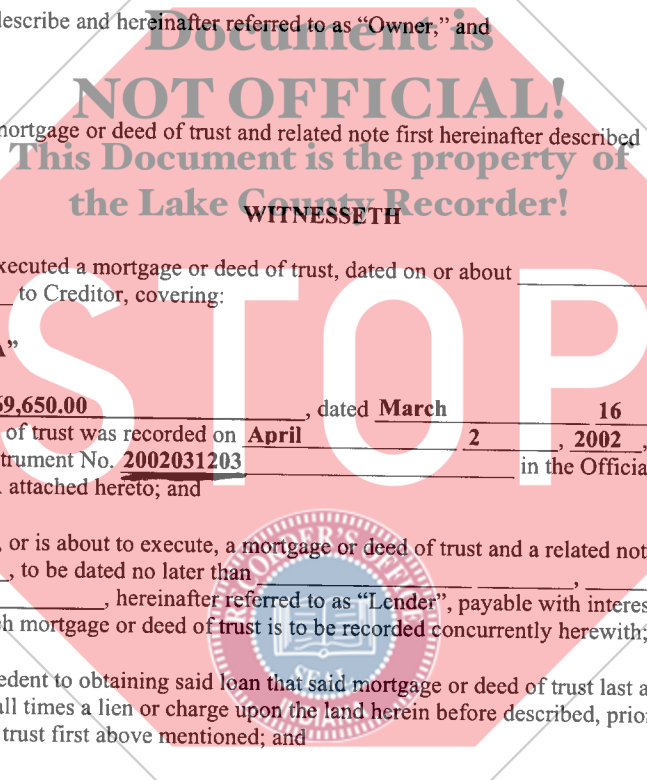 describe and hereinafter referred to as “Owner,” and
Document is
NOT OFFICIAL!
mortgage or deed of trust and related note first hereinafter described
This Document is the property of
the Lake County Recorder!
WITNESSETH
executed a mortgage or deed of trust, dated on or about
to Creditor, covering:
A”
STOP
69,650.00 , dated March 16
of trust was recorded on April 2 , 2002 ,
trument No. 2002031203 in the Officia
attached hereto; and
, or is about to execute, a mortgage or deed of trust and a related not
, to be dated no later than ,
, hereinafter referred to as “Lender”, payable with interes
h mortgage or deed of trust is to be recorded concurrently herewith;
RECORDER'S OFFICE
SEAL
edent to obtaining said loan that said mortgage or deed of trust last a
all times a lien or charge upon the land herein before described, prior
trust first above mentioned; and